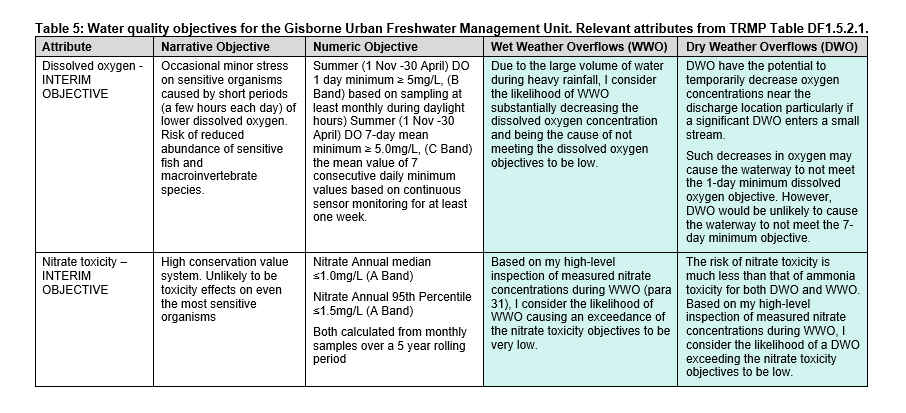 Table 5: Water quality objectives for the Gisborne Urban Freshwater Management Unit. Relevant attributes from TRMP Table DF1.5.2.1.
Attribute
Narrative Objective
Numeric Objective
Wet Weather Overflows (WWO)
Dry Weather Overflows (DWO)
Dissolved oxygen -
INTERIM
OBJECTIVE
Occasional minor stress
on sensitive organisms
caused by short periods
(a few hours each day) of
lower dissolved oxygen.
Risk of reduced
abundance of sensitive
fish and
macroinvertebrate
species.
Summer (1 Nov -30 April) DO
1 day minimum ≥ 5mg/L, (B
Band) based on sampling at
least monthly during daylight
hours) Summer (1 Nov -30
April) DO 7-day mean
minimum ≥ 5.0mg/L, (C Band)
the mean value of 7
consecutive daily minimum
values based on continuous
sensor monitoring for at least
one week.
Due to the large volume of water
during heavy rainfall, I consider
the likelihood of WWO
substantially decreasing the
dissolved oxygen concentration
and being the cause of not
meeting the dissolved oxygen
objectives to be low.
DWO have the potential to
temporarily decrease oxygen
concentrations near the
discharge location particularly if
a significant DWO enters a small
stream.
Such decreases in oxygen may
cause the waterway to not meet
the 1-day minimum dissolved
oxygen objective. However,
DWO would be unlikely to cause
the waterway to not meet the 7-
day minimum objective.
Nitrate toxicity –
INTERIM
OBJECTIVE
High conservation value
system. Unlikely to be
toxicity effects on even
the most sensitive
organisms
Nitrate Annual median
≤1.0mg/L (A Band)
Nitrate Annual 95th Percentile
≤1.5mg/L (A Band)
Both calculated from monthly
samples over a 5 year rolling
period
Based on my high-level
inspection of measured nitrate
concentrations during WWO (para
31), I consider the likelihood of
WWO causing an exceedance of
the nitrate toxicity objectives to be
very low.
The risk of nitrate toxicity is
much less than that of ammonia
toxicity for both DWO and WWO.
Based on my high-level
inspection of measured nitrate
concentrations during WWO, I
consider the likelihood of a DWO
exceeding the nitrate toxicity
objectives to be low.